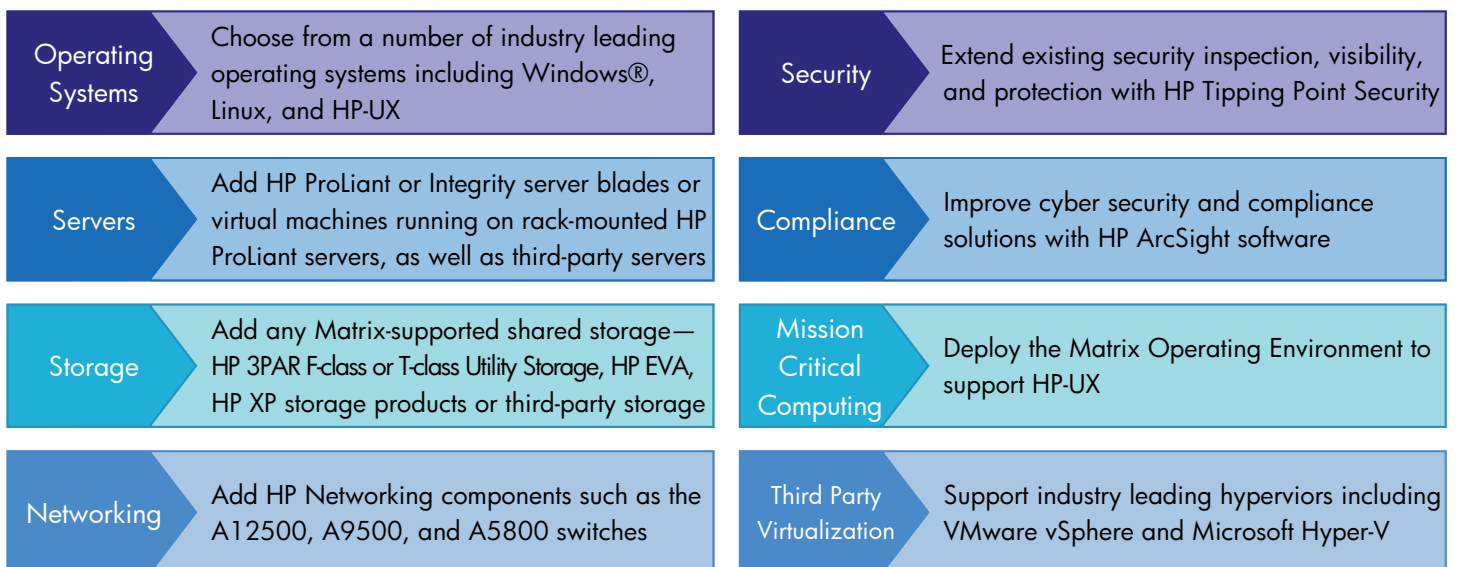 Operating
Systems
Choose from a number of industry leading
operating systems including Windows®,
Linux, and HP-UX
Servers
Add HP ProLiant or Integrity server blades or
virtual machines running on rack-mounted HP
ProLiant servers, as well as third-party servers
Storage
Add any Matrix-supported shared storage—
HP 3PAR F-class or T-class Utility Storage, HP EVA,
HP XP storage products or third-party storage
Networking
Add HP Networking components such as the
A12500, A9500, and A5800 switches
Security
Extend existing security inspection, visibility,
and protection with HP Tipping Point Security
Compliance
Improve cyber security and compliance
solutions with HP ArcSight software
Mission
Critical
Computing
Deploy the Matrix Operating Environment to
support HP-UX
Third Party
Virtualization
Support industry leading hyperviors including
VMware vSphere and Microsoft Hyper-V